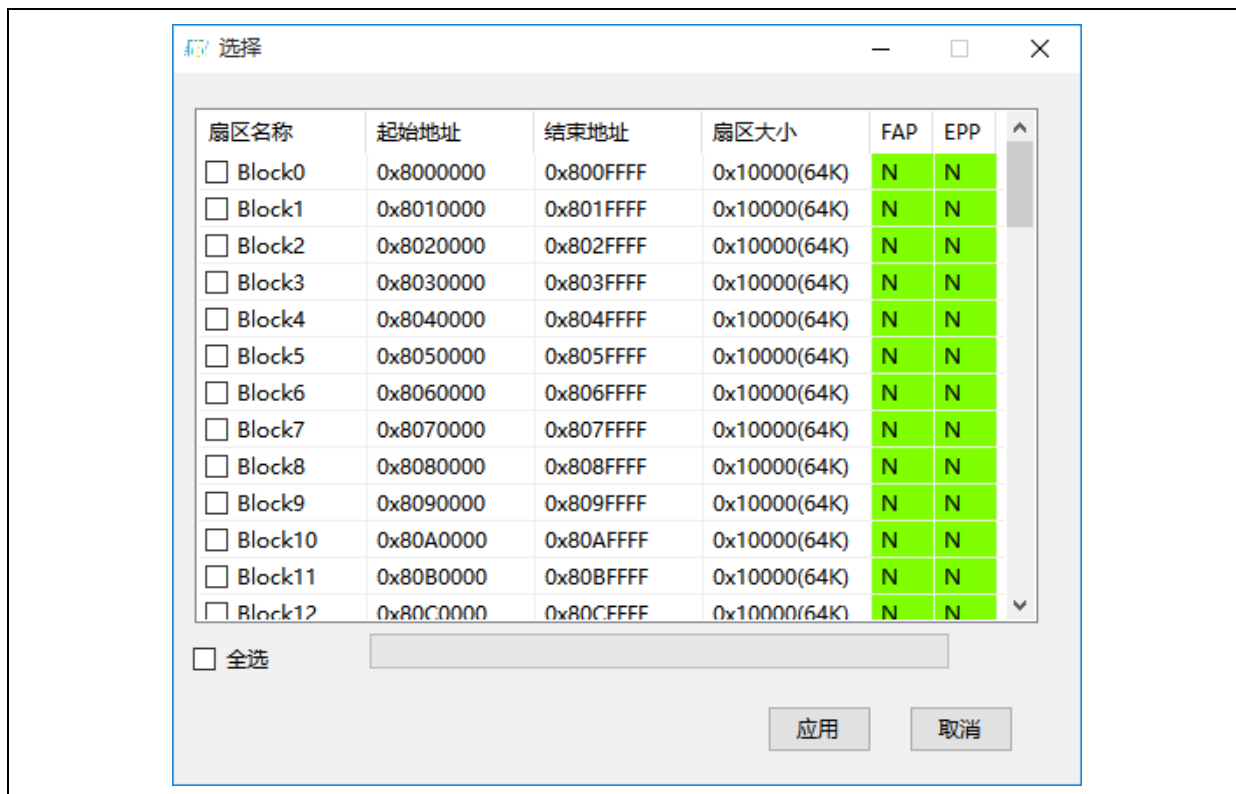 选择
扇区名称 起始地址 结束地址 扇区大小 FAP EPP
Block0 0x8000000 0x800FFFF 0x10000(64K) N N
Block1 0x8010000 0x801FFFF 0x10000(64K) N N
Block2 0x8020000 0x802FFFF 0x10000(64K) N N
Block3 0x8030000 0x803FFFF 0x10000(64K) N N
Block4 0x8040000 0x804FFFF 0x10000(64K) N N
Block5 0x8050000 0x805FFFF 0x10000(64K) N N
Block6 0x8060000 0x806FFFF 0x10000(64K) N N
Block7 0x8070000 0x807FFFF 0x10000(64K) N N
Block8 0x8080000 0x808FFFF 0x10000(64K) N N
Block9 0x8090000 0x809FFFF 0x10000(64K) N N
Block10 0x80A0000 0x80AFFFF 0x10000(64K) N N
Block11 0x80B0000 0x80BFFFF 0x10000(64K) N N
Block12 0x80C0000 0x80CFFFF 0x10000(64K) N N
全选
应用 取消